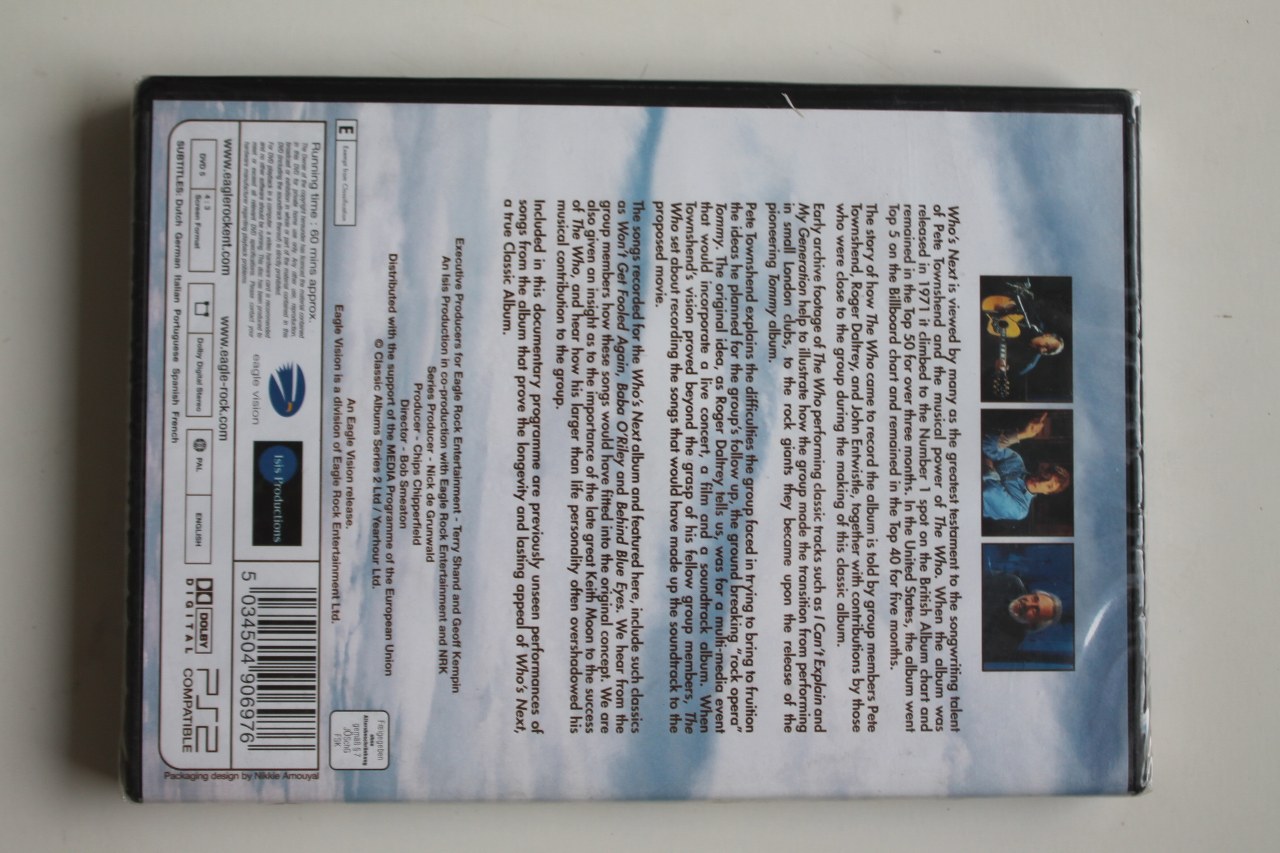 Who's Next is viewed by many as the greatest testament to the songwriting talent
of Pete Townshend and the musical power of The Who. When the album was
released in 1971 it climbed to the Number 1 spot on the British Album chart and
remained in the Top 50 for over three months. In the United States, the album went
Top 5 on the Billboard chart and remained in the Top 40 for five months.
The story of how The Who came to record the album is told by group members Pete
Townshend, Roger Daltrey, and John Entwistle, together with contributions by those
who were close to the group during the making of this classic album.
Early archive footage of The Who performing classic tracks such as I Can't Explain and
My Generation help to illustrate how the group made the transition from performing
in small London clubs, to the rock giants they became upon the release of the
pioneering Tommy album.
Pete Townshend explains the difficulties the group faced in trying to bring to fruition
the ideas he planned for the group's follow up, the ground breaking "rock opera"
Tommy. The original idea, as Roger Daltrey tells us, was for a multi-media event
that would incorporate a live concert, a film and a soundtrack album. When
Townshend's vision proved beyond the grasp of his fellow group members, The
Who set about recording the songs that would have made up the soundtrack to the
proposed movie.
The songs recorded for the Who's Next album and featured here, include such classics
as Won't Get Fooled Again, Baba O'Riley and Behind Blue Eyes. We hear from the
group members how these songs would have fitted into the original concept. We are
also given an insight as to the importance of the late great Keith Moon to the success
of The Who, and hear how his larger than life personality often overshadowed his
musical contribution to the group.
Included in this documentary programme are previously unseen performances of
songs from the album that prove the longevity and lasting appeal of Who's Next,
a true Classic Album.
Executive Producers for Eagle Rock Entertainment - Terry Shand and Geoff Kempin
An Isis Production in co-production with Eagle Rock Entertainment and NRK
Series Producer - Nick de Grunwald
Producer - Chips Chipperfield
Director - Bob Smeaton
Distributed with the support of the MEDIA Programme of the European Union
© Classic Albums Series 2 Ltd / Yearhour Ltd.
An Eagle Vision release.
Eagle Vision is a division of Eagle Rock Entertainment Ltd.
E Exempt from Classification
Freigegeben
gemäß § 7
JÖSchG
FSK
Running time : 60 mins approx.
eagle vision
Isis Productions
5 034504 906976
www.eaglerockent.com www.eagle-rock.com
DVD 5
4:3
Screen Format
Dolby Digital Stereo
PAL
ENGLISH
DOLBY
DIGITAL
PS2
COMPATIBLE
SUBTITLES: Dutch German Italian Portuguese Spanish French
Packaging design by Nikkie Amouyal